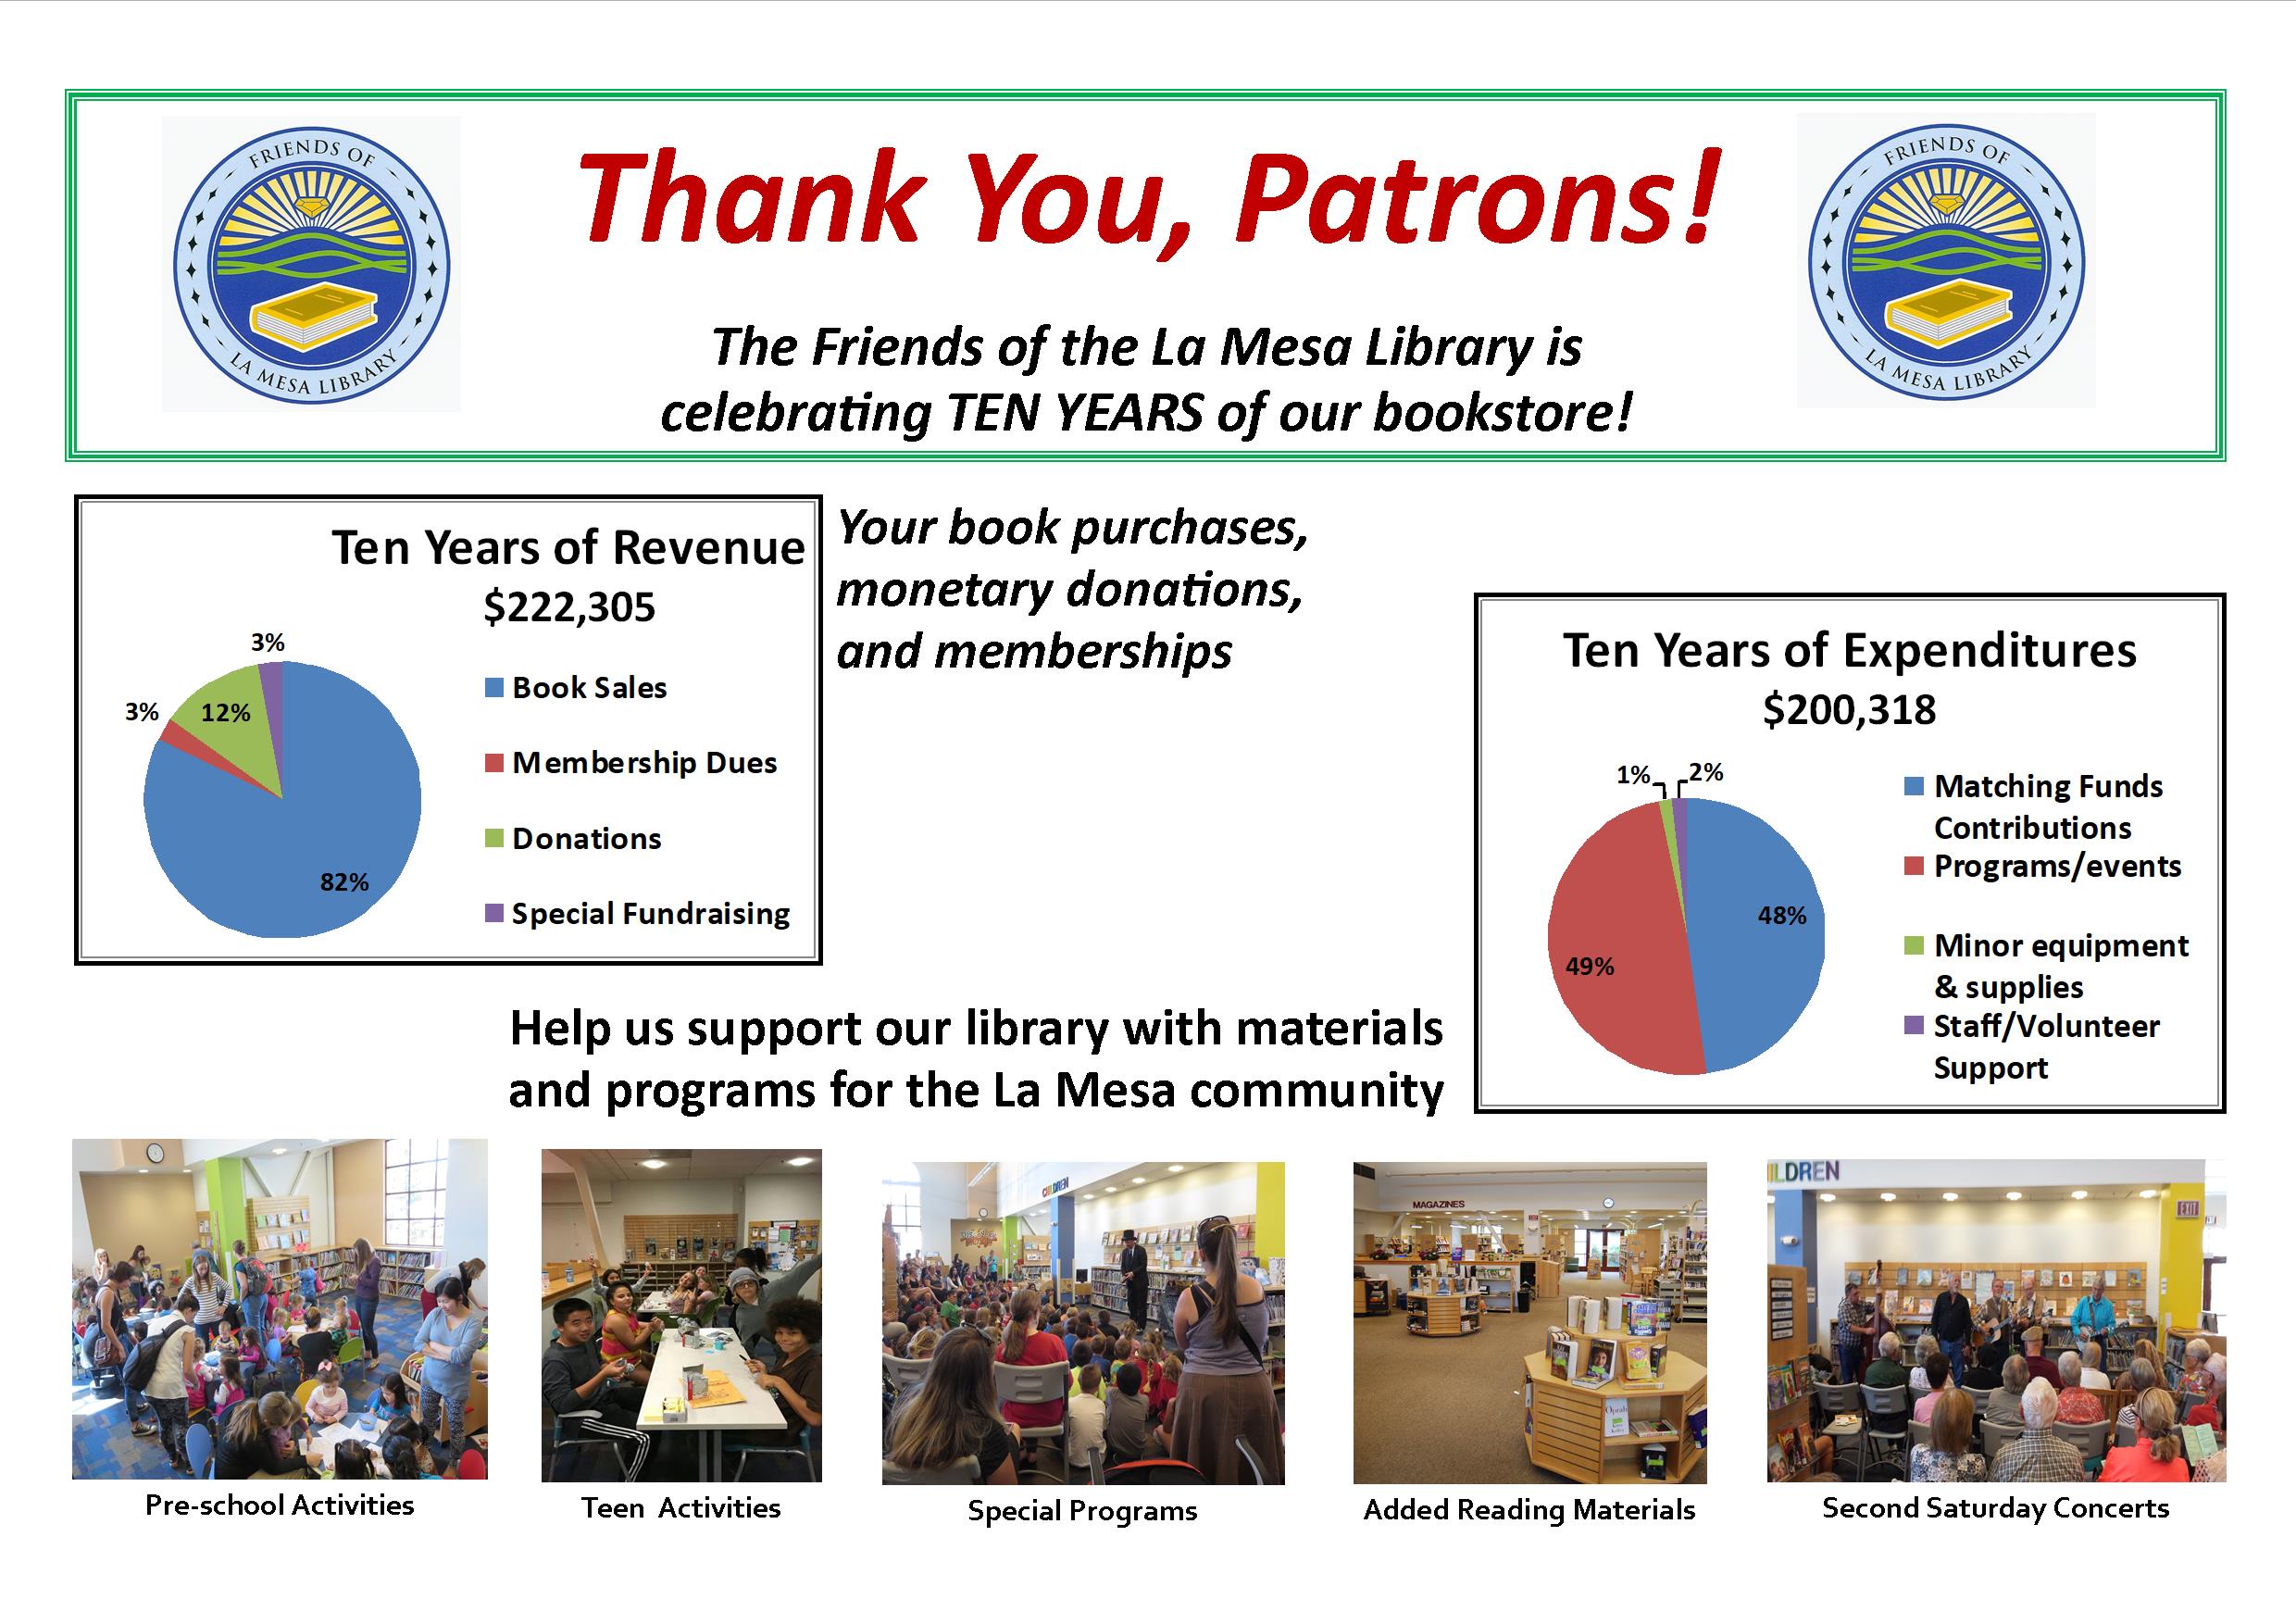 FRIENDS OF
LA MESA LIBRARY
Thank You, Patrons!
The Friends of the La Mesa Library is
celebrating TEN YEARS of our bookstore!
FRIENDS OF
LA MESA LIBRARY
Ten Years of Revenue
$222,305
3%
3%
12%
82%
Book Sales
Membership Dues
Donations
Special Fundraising
Your book purchases,
monetary donations,
and memberships
Ten Years of Expenditures
$200,318
1%
2%
48%
49%
Matching Funds
Contributions
Programs/events
Minor equipment
& supplies
Staff/Volunteer
Support
Help us support our library with materials
and programs for the La Mesa community
CHILDREN
MAGAZINES
Oprah
ILDREN
EXIT
Pre-school Activities
Teen Activities
Special Programs
Added Reading Materials
Second Saturday Concerts